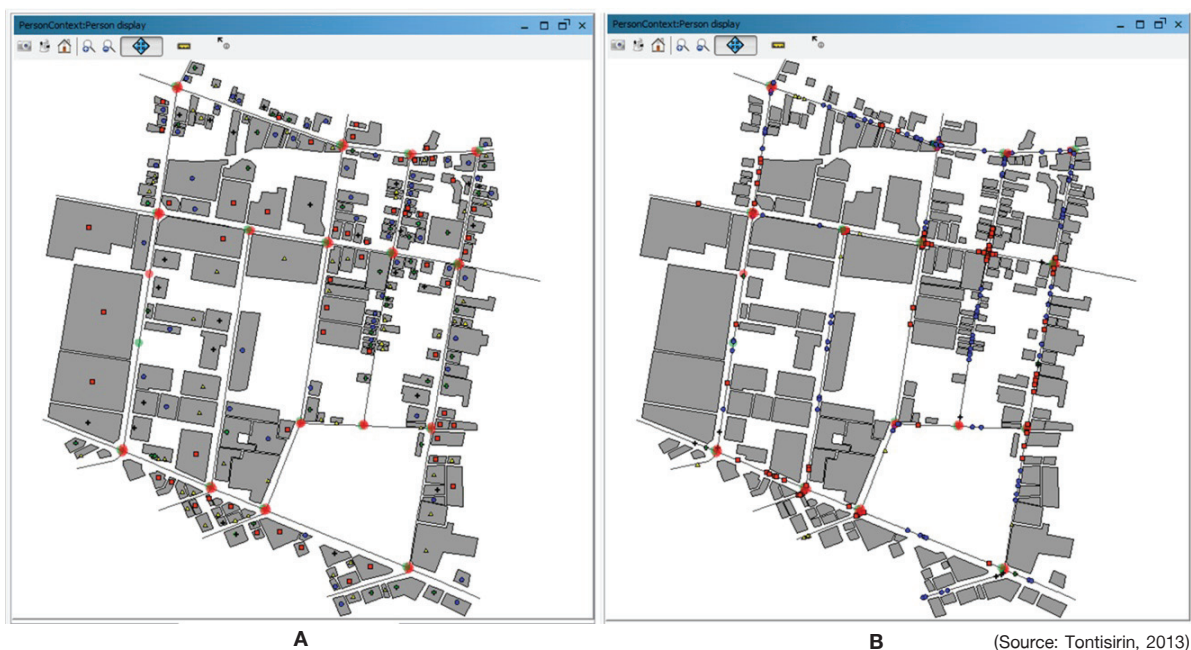 PersonContext:Person display
PersonContext:Person display
A
B
(Source: Tontisirin, 2013)